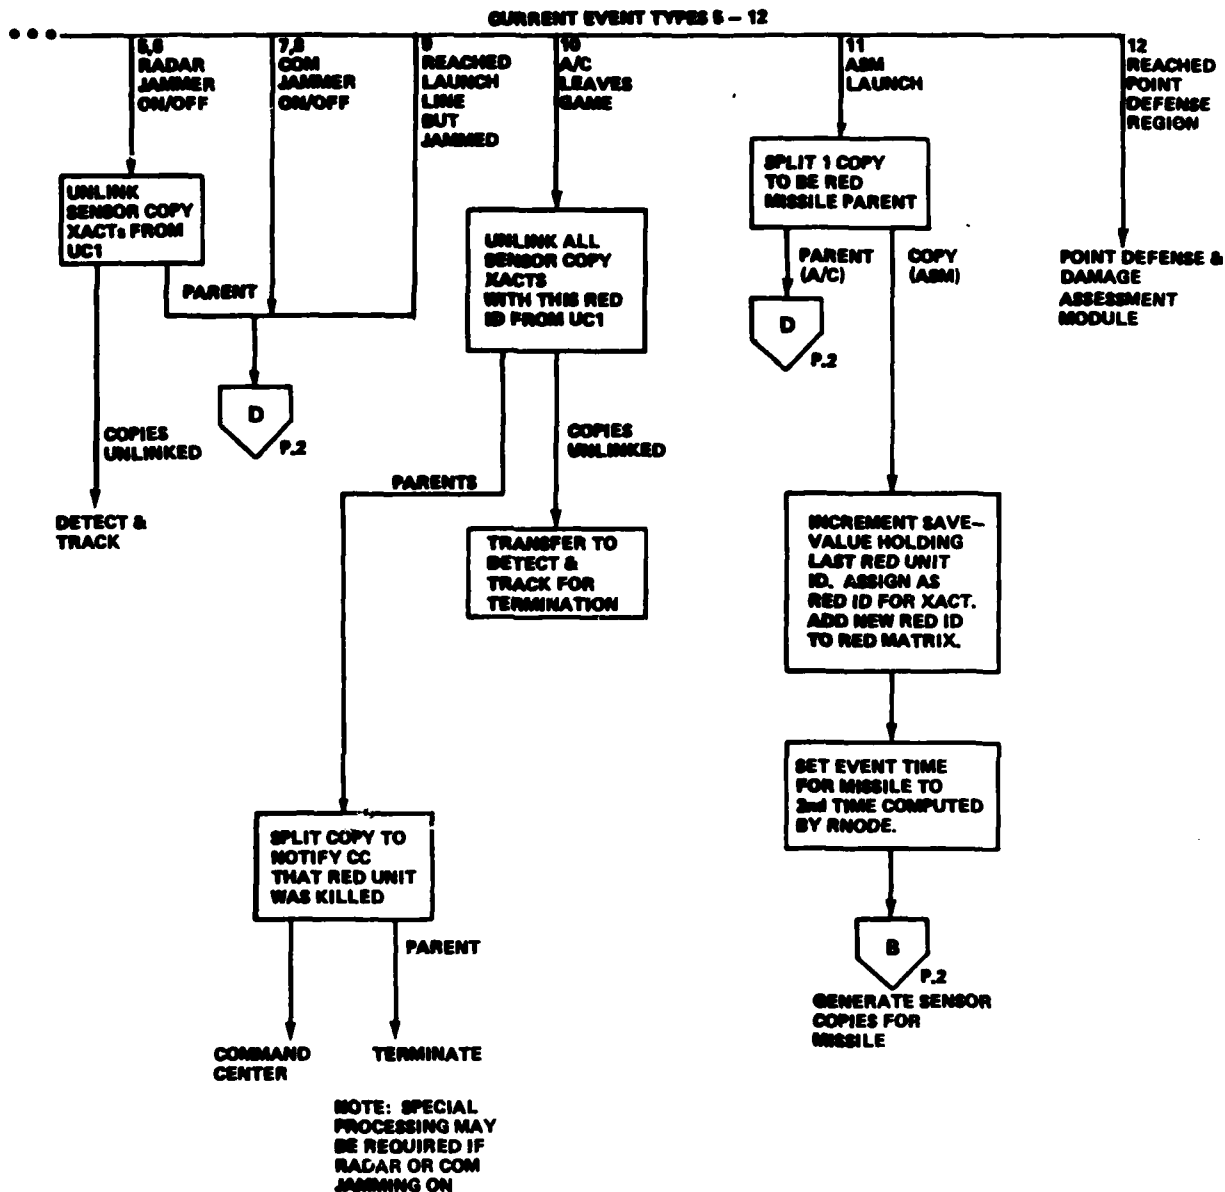 CURRENT EVENT TYPES 5 – 12
5,6
RADAR
JAMMER
ON/OFF
7,8
COM
JAMMER
ON/OFF
9
REACHED
LAUNCH
LINE
BUT
JAMMED
10
A/C
LEAVES
GAME
11
ASM
LAUNCH
12
REACHED
POINT
DEFENSE
REGION
UNLINK
SENSOR COPY
XACTs FROM
UC1
PARENT
D
P.2
COPIES
UNLINKED
DETECT &
TRACK
UNLINK ALL
SENSOR COPY
XACTS
WITH THIS RED
ID FROM UC1
PARENTS
COPIES
UNLINKED
TRANSFER TO
DETECT &
TRACK FOR
TERMINATION
SPLIT COPY TO
NOTIFY CC
THAT RED UNIT
WAS KILLED
PARENT
COMMAND
CENTER
TERMINATE
NOTE: SPECIAL
PROCESSING MAY
BE REQUIRED IF
RADAR OR COM
JAMMING ON
SPLIT 1 COPY
TO BE RED
MISSILE PARENT
PARENT
(A/C)
COPY
(ASM)
D
P.2
INCREMENT SAVE–
VALUE HOLDING
LAST RED UNIT
ID. ASSIGN AS
RED ID FOR XACT.
ADD NEW RED ID
TO RED MATRIX.
SET EVENT TIME
FOR MISSILE TO
2nd TIME COMPUTED
BY RNODE.
B
P.2
GENERATE SENSOR
COPIES FOR
MISSILE
POINT DEFENSE &
DAMAGE
ASSESSMENT
MODULE